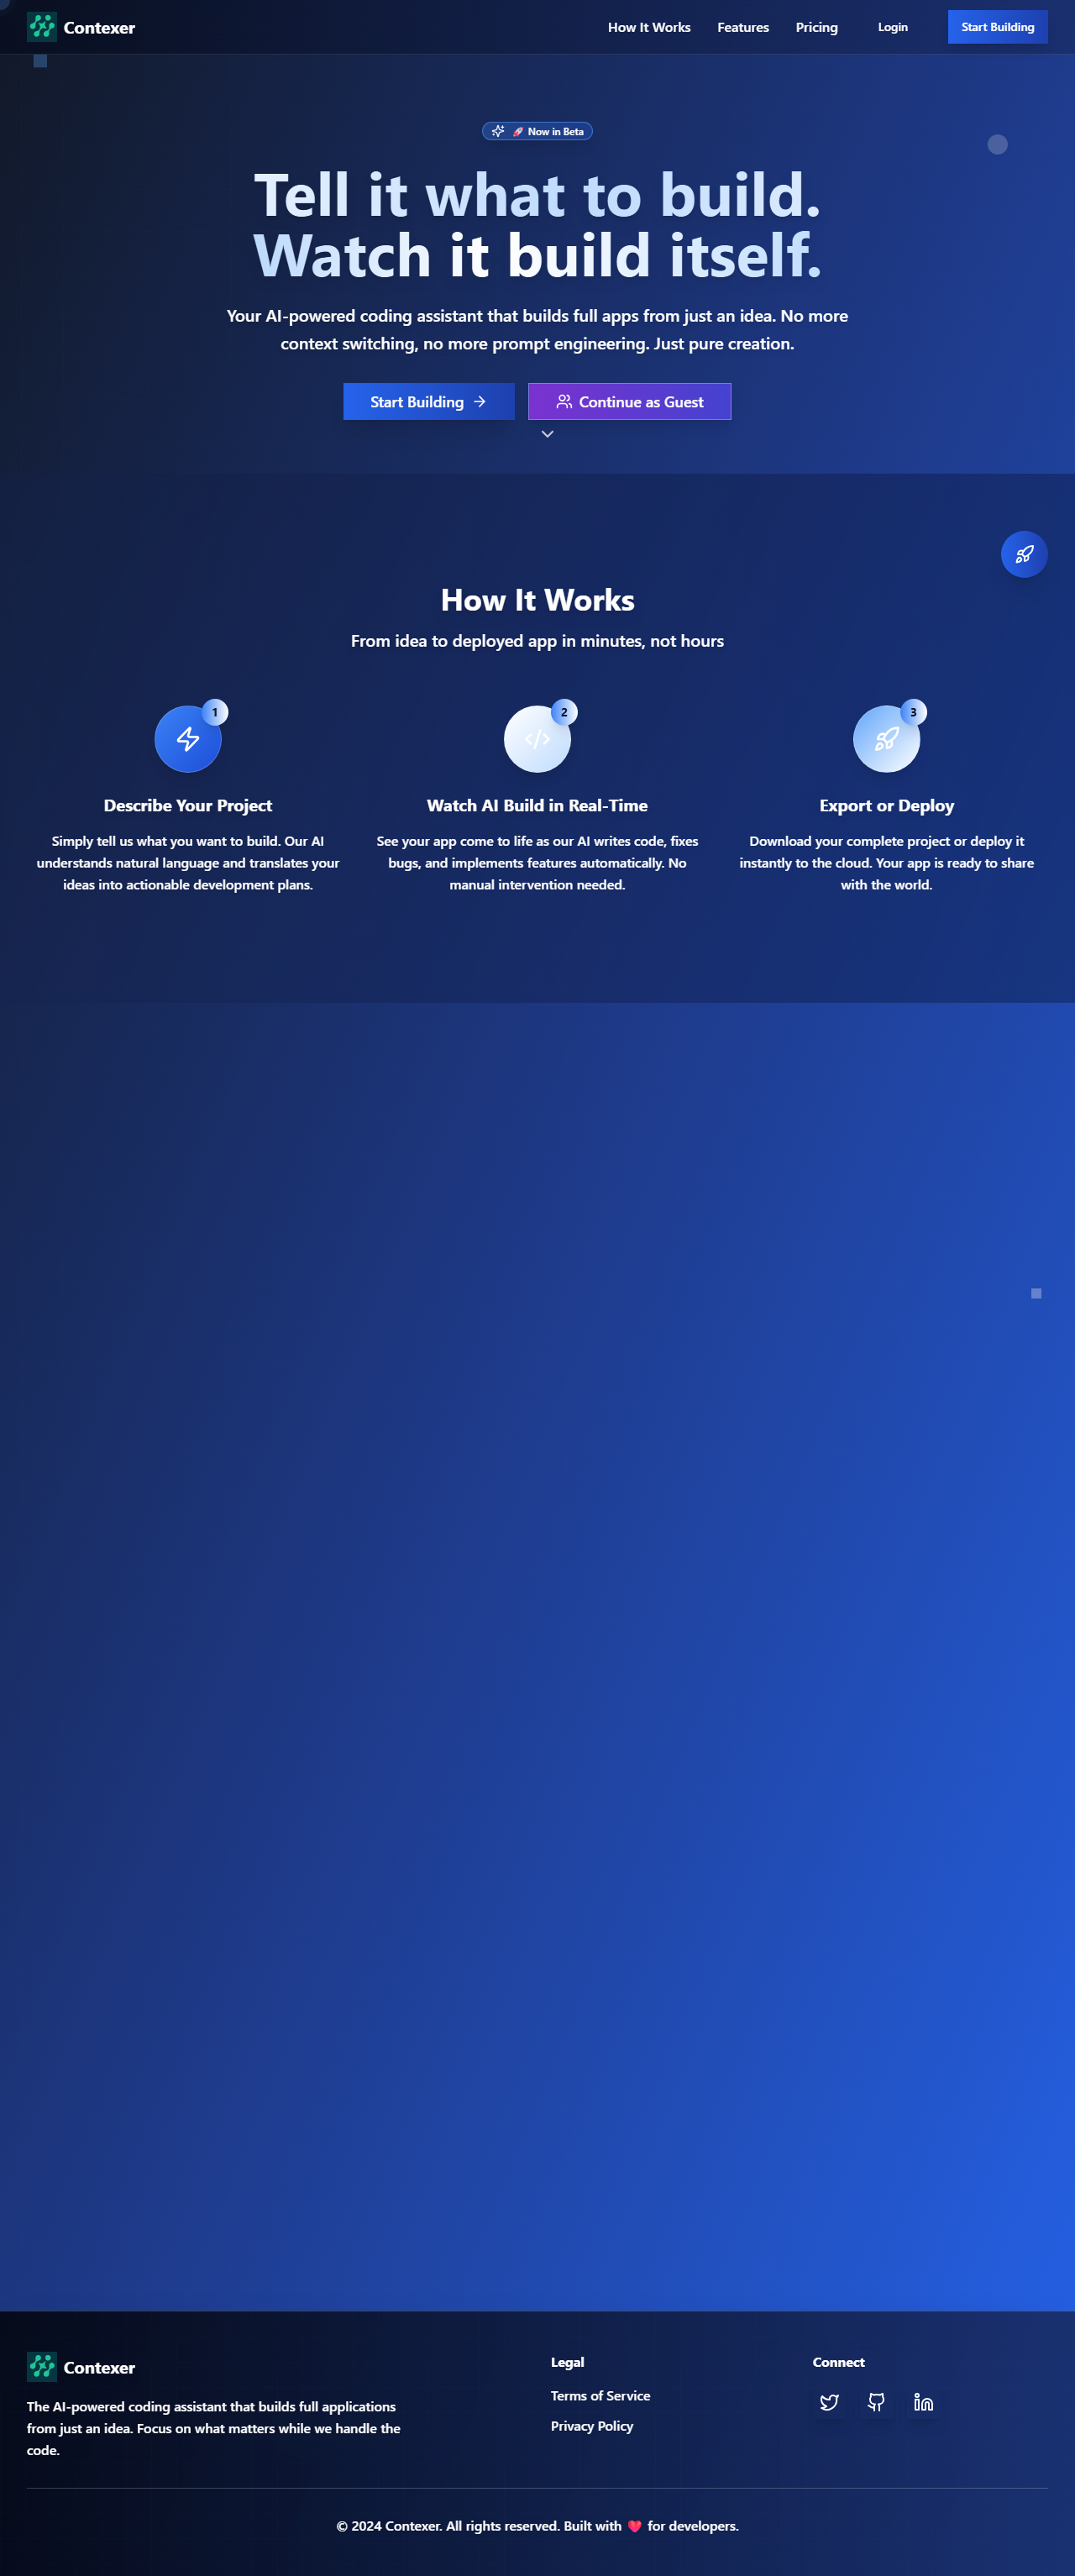 Contexer
How It Works
Features
Pricing
Login
Start Building
🚀 Now in Beta
Tell it what to build.
Watch it build itself.
Your AI-powered coding assistant that builds full apps from just an idea. No more
context switching, no more prompt engineering. Just pure creation.
Start Building
Continue as Guest
How It Works
From idea to deployed app in minutes, not hours
1
2
3
Describe Your Project
Simply tell us what you want to build. Our AI
understands natural language and translates your
ideas into actionable development plans.
Watch AI Build in Real-Time
See your app come to life as our AI writes code, fixes
bugs, and implements features automatically. No
manual intervention needed.
Export or Deploy
Download your complete project or deploy it
instantly to the cloud. Your app is ready to share
with the world.
Contexer
The AI-powered coding assistant that builds full applications
from just an idea. Focus on what matters while we handle the
code.
Legal
Terms of Service
Privacy Policy
Connect
© 2024 Contexer. All rights reserved. Built with ❤️ for developers.